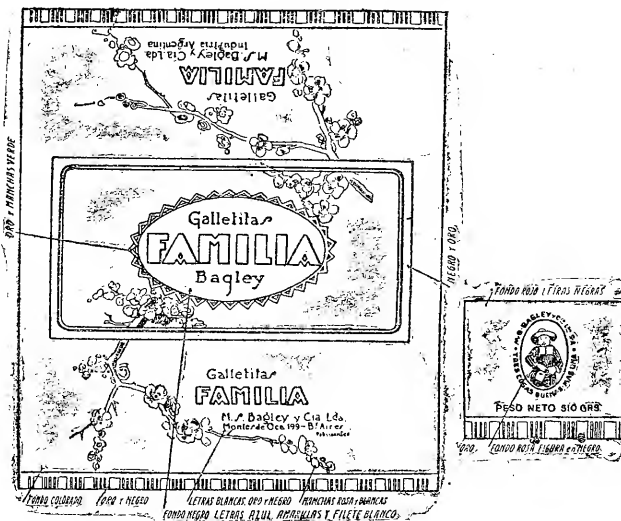 M.S. Bagley y Cia Lda.
Industria Argentina
FAMILIA
Galletitas
ORO Y MANCHAS VERDE
Galletitas
FAMILIA
Bagley
NEGRO Y ORO,
Galletitas
FAMILIA
M.S. Bagley y Cia Lda.
Montes de Oca 199 - Bs Aires
FONDO COLORADO
ORO Y NEGRO
LETRAS BLANCAS, ORO Y NEGRO
MANCHAS ROSA Y BLANCAS
FONDO NEGRO LETRAS AZUL, AMARILLAS Y FILETE BLANCO
FONDO ROJO LETRAS NEGRAS
M.S. BAGLEY
PESO NETO 510 GRS.
ORO,
FONDO ROSA FIGURA en NEGRO